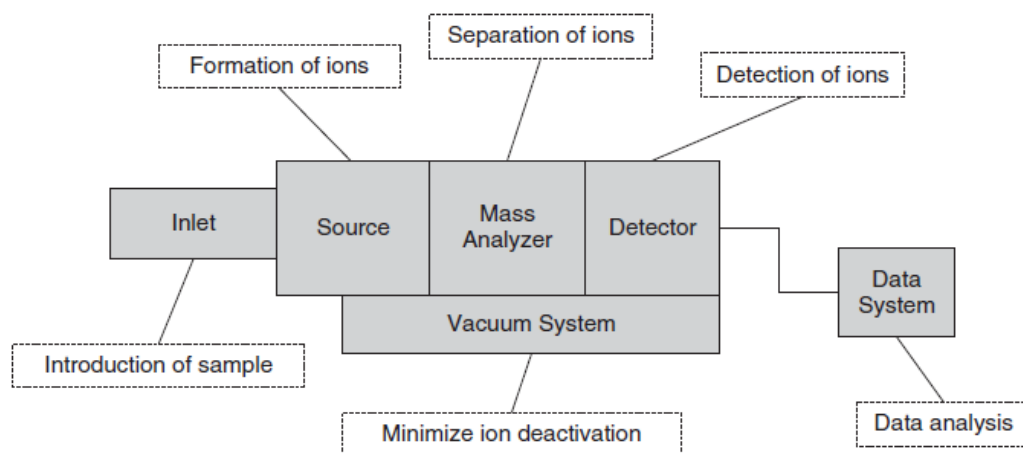 Separation of ions
Formation of ions
Detection of ions
Inlet
Source
Mass
Analyzer
Detector
Data
System
Vacuum System
Introduction of sample
Minimize ion deactivation
Data analysis